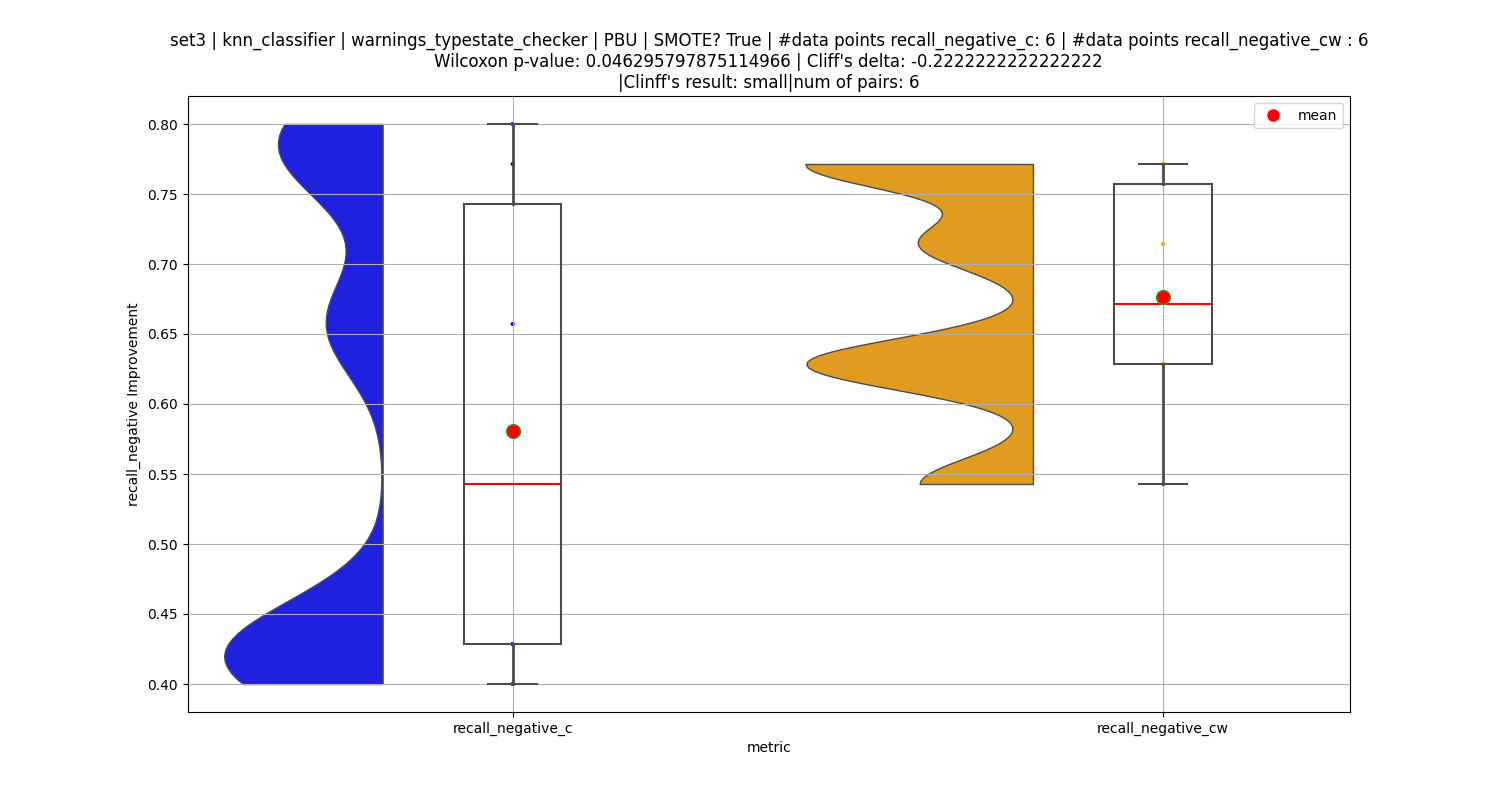 set3 | knn_classifier | warnings_typestate_checker | PBU | SMOTE? True | #data points recall_negative_c: 6 | #data points recall_negative_cw : 6
Wilcoxon p-value: 0.046295797875114966 | Cliff's delta: -0.2222222222222222
|Clinff's result: small|num of pairs: 6
mean
0.80
0.75
0.70
0.65
0.60
0.55
0.50
0.45
0.40
recall_negative Improvement
recall_negative_c
recall_negative_cw
metric